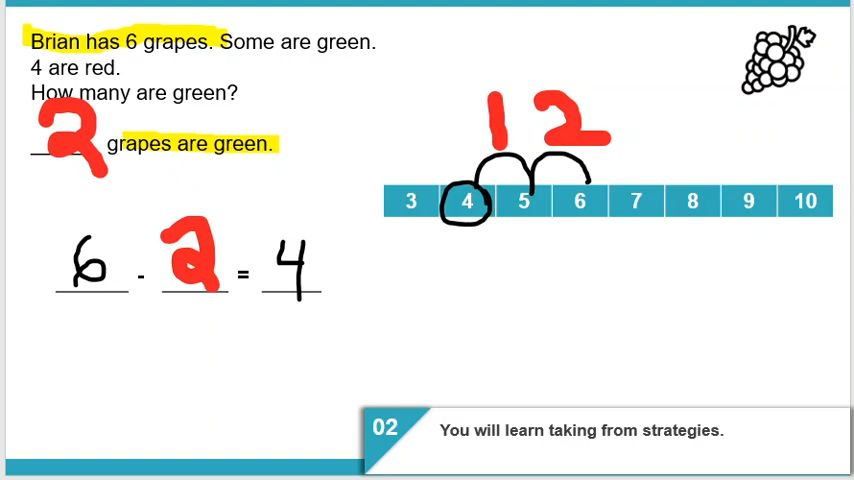 Brian has 6 grapes. Some are green.
4 are red.
How many are green?
2 grapes are green.
1 2
3 4 5 6 7 8 9 10
6 - 2 = 4
02 You will learn taking from strategies.